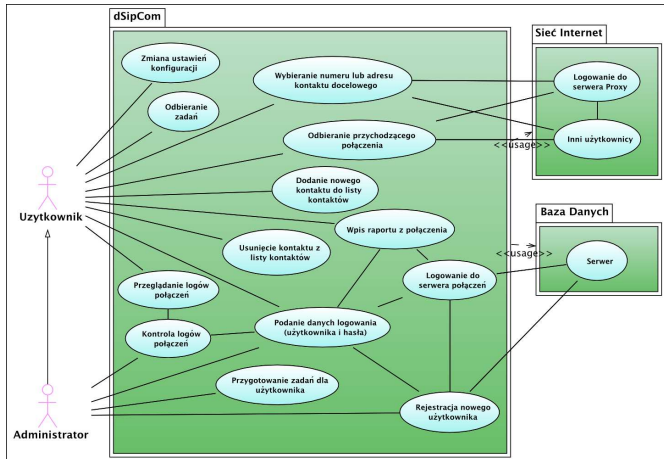 dSipCom
Zmiana ustawień
konfiguracji
Odbieranie
zadań
Wybieranie numeru lub adresu
kontaktu docelowego
Odbieranie przychodzącego
połączenia
Dodanie nowego
kontaktu do listy
kontaktów
Wpis raportu z połączenia
Usunięcie kontaktu z
listy kontaktów
Logowanie do
serwera połączeń
Przeglądanie logów
połączeń
Podanie danych logowania
(użytkownika i hasła)
Kontrola logów
połączeń
Przygotowanie zadań dla
użytkownika
Rejestracja nowego
użytkownika
Uzytkownik
Administrator
Sieć Internet
Logowanie do
serwera Proxy
Inni użytkownicy
<<usage>>
Baza Danych
<<usage>>
Serwer